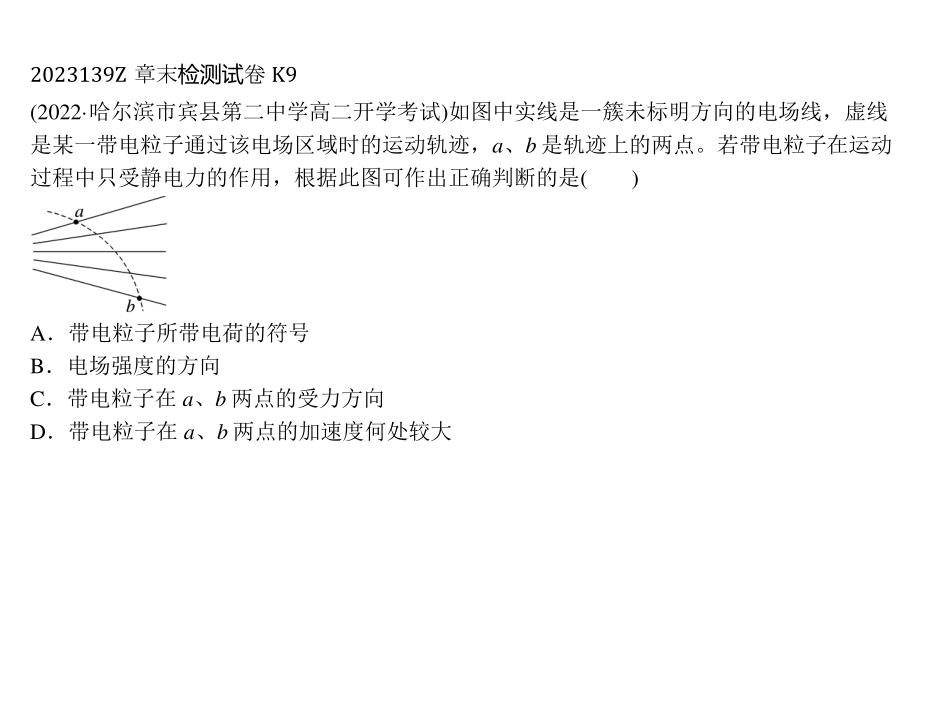 2023139Z 章末检测试卷 K9
(2022·哈尔滨市宾县第二中学高二开学考试)如图中实线是一簇未标明方向的电场线，虚线
是某一带电粒子通过该电场区域时的运动轨迹，a、b 是轨迹上的两点。若带电粒子在运动
过程中只受静电力的作用，根据此图可作出正确判断的是(　　)
a
b
A．带电粒子所带电荷的符号
B．电场强度的方向
C．带电粒子在 a、b 两点的受力方向
D．带电粒子在 a、b 两点的加速度何处较大